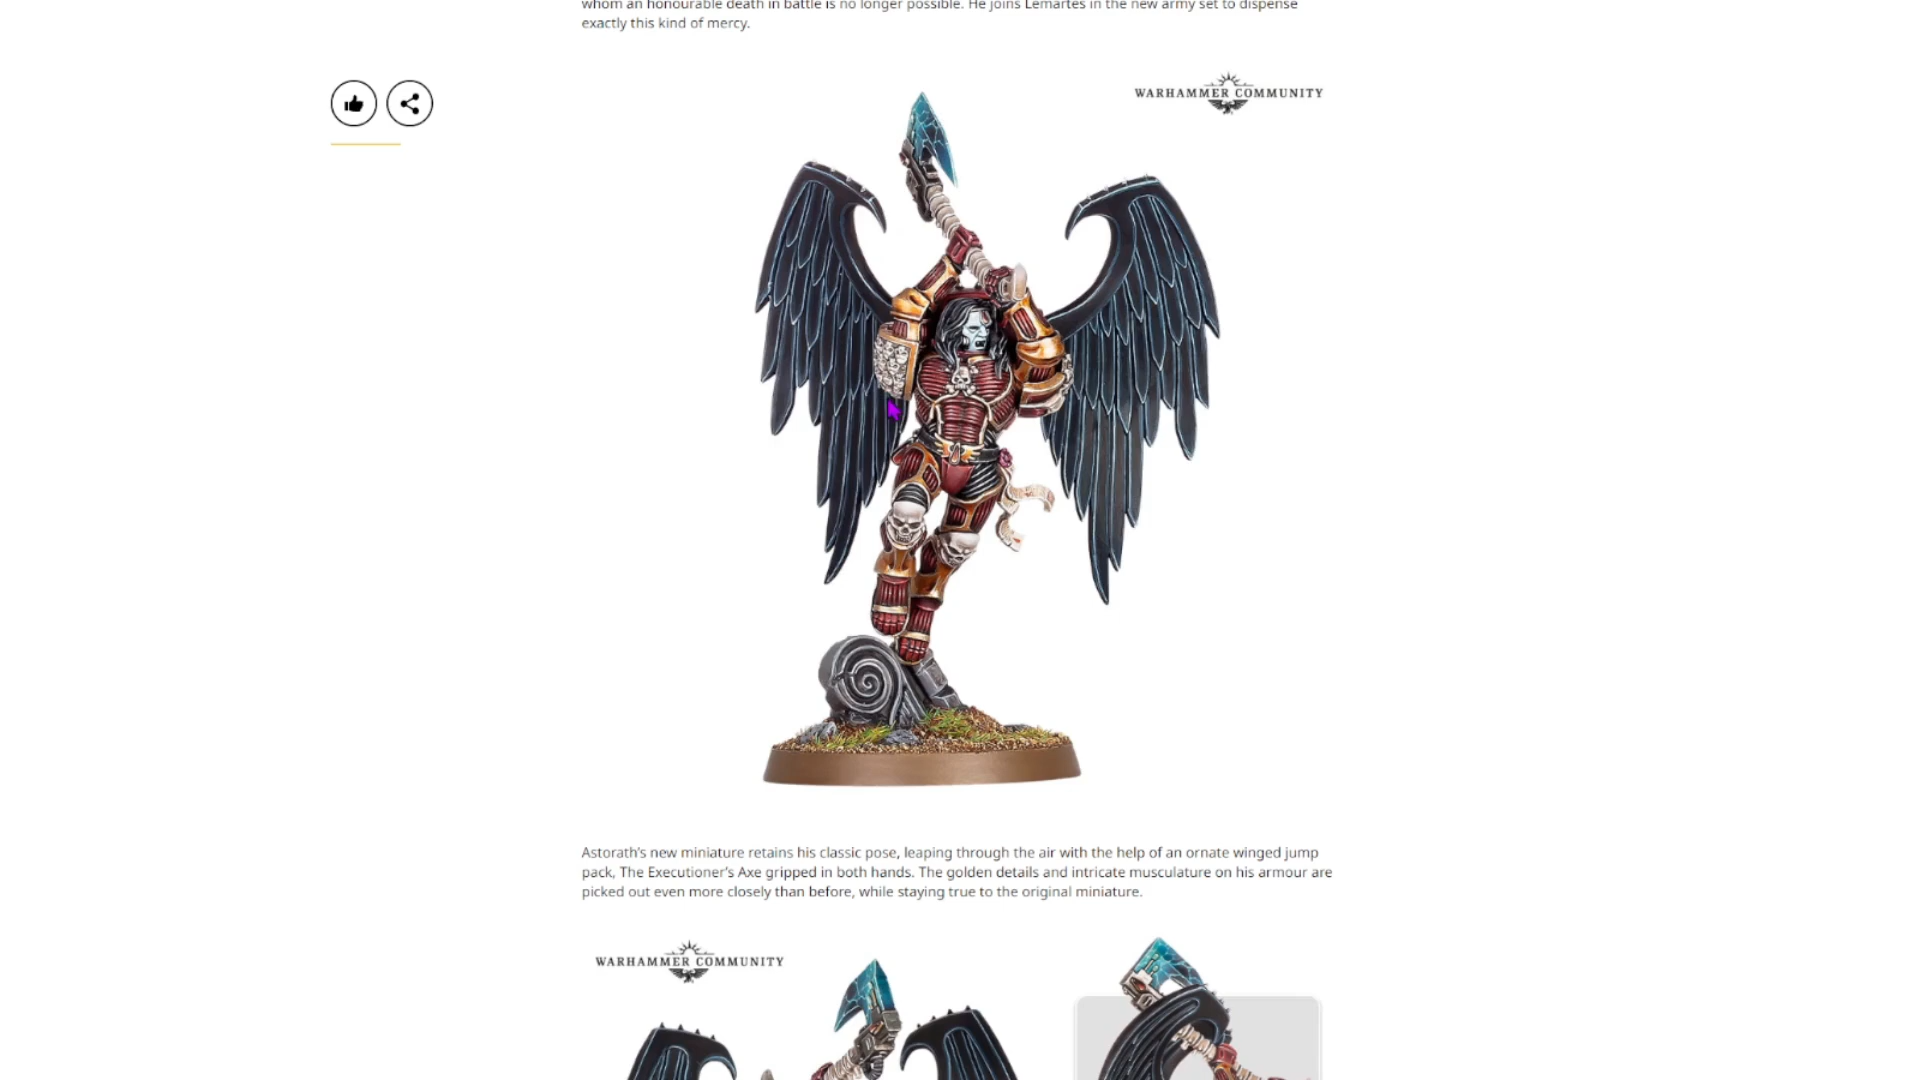 whom an honourable death in battle is no longer possible. He joins Lemartes in the new army set to dispense
exactly this kind of mercy.
WARHAMMER COMMUNITY
Astorath’s new miniature retains his classic pose, leaping through the air with the help of an ornate winged jump
pack, The Executioner’s Axe gripped in both hands. The golden details and intricate musculature on his armour are
picked out even more closely than before, while staying true to the original miniature.
WARHAMMER COMMUNITY